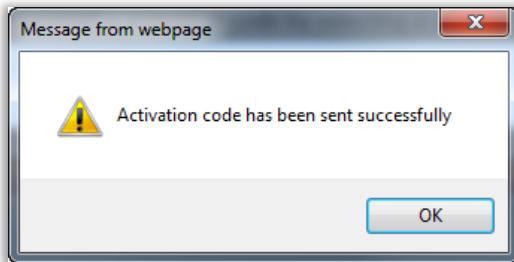 Message from webpage
Activation code has been sent successfully
OK